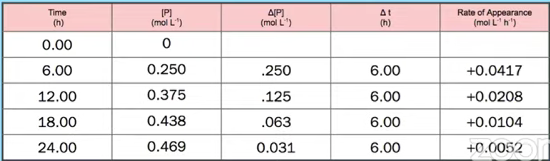 Time [P] Δ[P] Δ t Rate of Appearance
(h) (mol L⁻¹) (mol L⁻¹) (h) (mol L⁻¹ h⁻¹)
0.00 0
6.00 0.250 .250 6.00 +0.0417
12.00 0.375 .125 6.00 +0.0208
18.00 0.438 .063 6.00 +0.0104
24.00 0.469 0.031 6.00 +0.0052
zoom